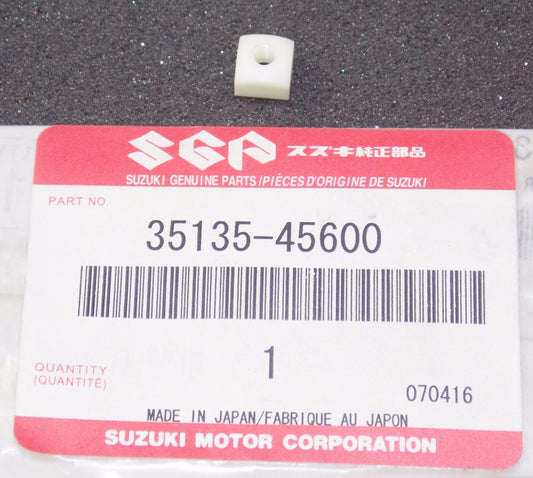 SGP スズキ純正部品
SUZUKI GENUINE PARTS/PIÈCES D'ORIGINE DE SUZUKI
PART NO.
35135-45600
QUANTITY
(QUANTITÉ)
1
070416
MADE IN JAPAN/FABRIQUE AU JAPON
SUZUKI MOTOR CORPORATION